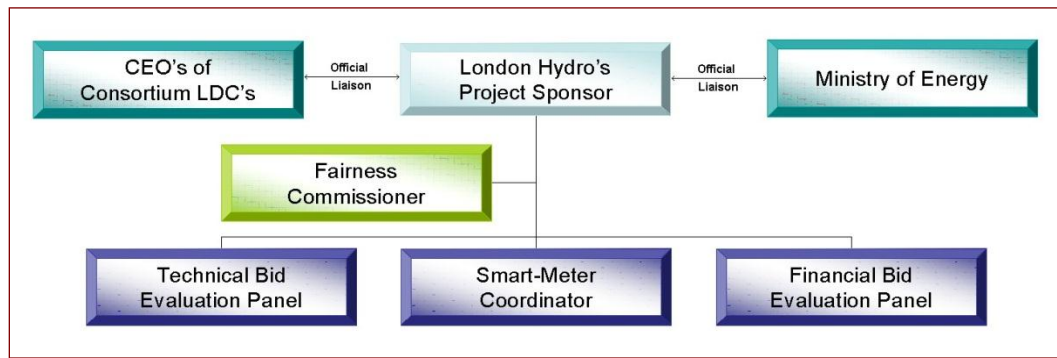 CEO's of
Consortium LDC's
Official
Liaison
London Hydro's
Project Sponsor
Official
Liaison
Ministry of Energy
Fairness
Commissioner
Technical Bid
Evaluation Panel
Smart-Meter
Coordinator
Financial Bid
Evaluation Panel